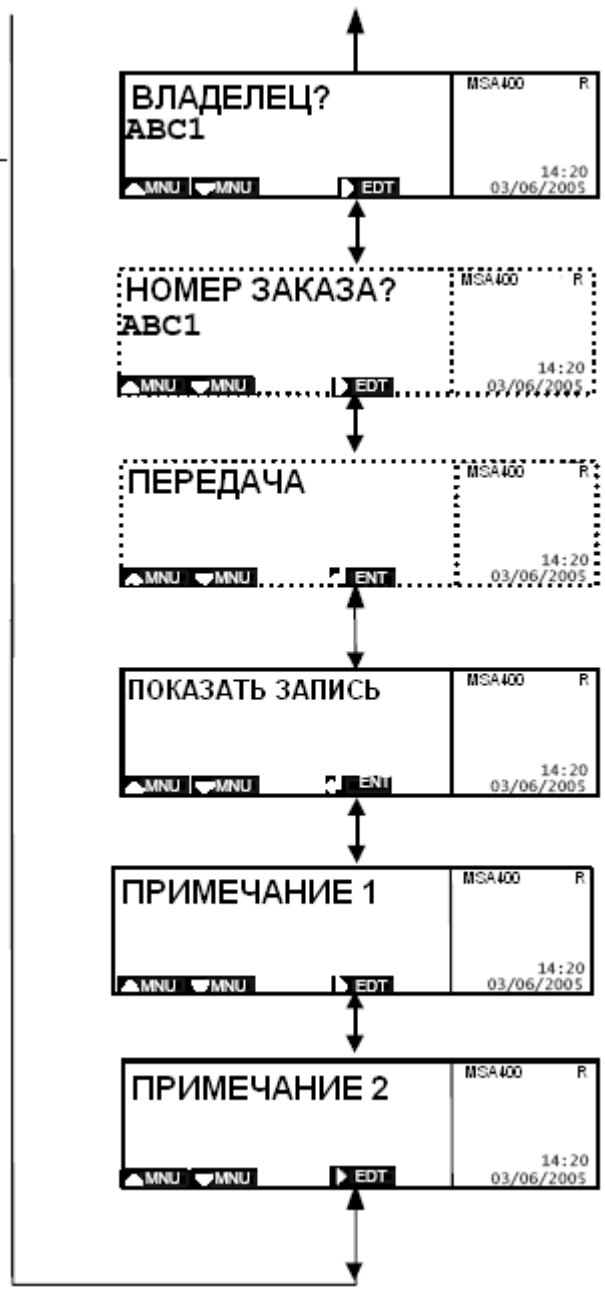 ВЛАДЕЛЕЦ?
ABC1
MSA400 R
14:20
03/06/2005
MNU MNU EDT
НОМЕР ЗАКАЗА?
ABC1
MSA400 R
14:20
03/06/2005
MNU MNU EDT
ПЕРЕДАЧА
MSA400 R
14:20
03/06/2005
MNU MNU ENT
ПОКАЗАТЬ ЗАПИСЬ
MSA400 R
14:20
03/06/2005
MNU MNU ENT
ПРИМЕЧАНИЕ 1
MSA400 R
14:20
03/06/2005
MNU MNU EDT
ПРИМЕЧАНИЕ 2
MSA400 R
14:20
03/06/2005
MNU MNU EDT